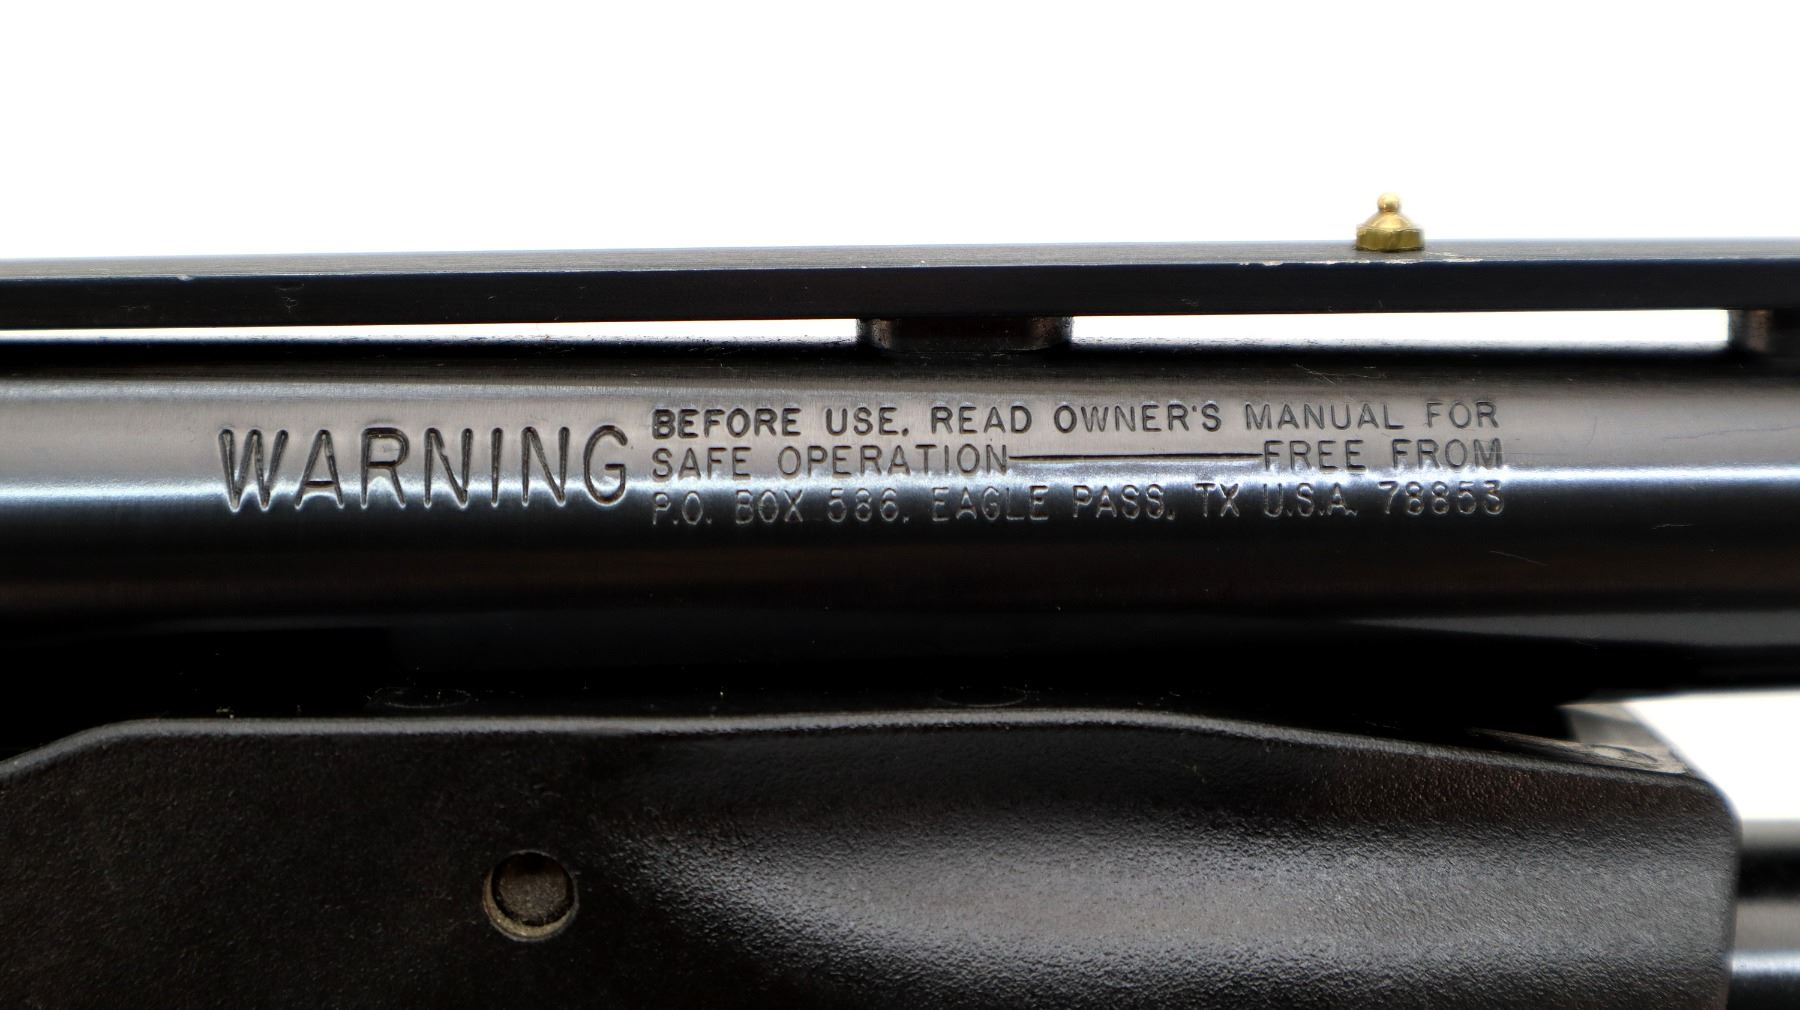 WARNING
BEFORE USE, READ OWNER'S MANUAL FOR
SAFE OPERATION————FREE FROM
P.O. BOX 586, EAGLE PASS, TX U.S.A. 78853